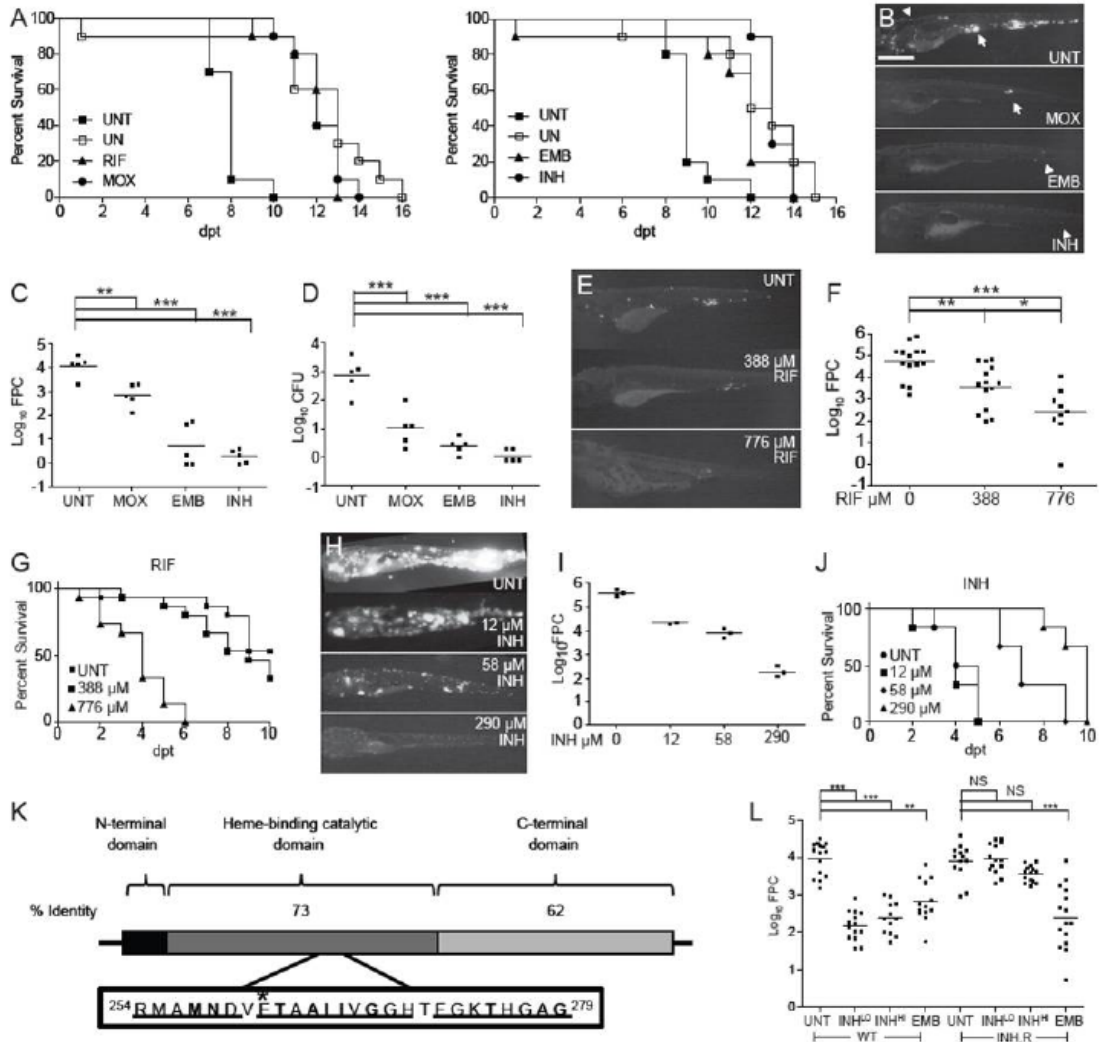 A
Percent Survival
100
80
60
40
20
0
UNT
UN
RIF
MOX
0 2 4 6 8 10 12 14 16
dpt
Percent Survival
100
80
60
40
20
0
UNT
UN
EMB
INH
0 2 4 6 8 10 12 14 16
dpt
B
UNT
MOX
EMB
INH
C
** *** ***
Log10 FPC
5
4
3
2
1
0
-1
UNT MOX EMB INH
D
*** *** ***
Log10 CFU
4
3
2
1
0
-1
UNT MOX EMB INH
E
UNT
388 µM
RIF
776 µM
RIF
F
***
** *
Log10 FPC
6
5
4
3
2
1
0
-1
RIF µM 0 388 776
G
RIF
Percent Survival
100
50
0
UNT
388 µM
776 µM
0 2 4 6 8 10
dpt
H
UNT
12 µM
INH
58 µM
INH
290 µM
INH
I
Log10FPC
6
5
4
3
2
1
0
INH µM 0 12 58 290
J
INH
Percent Survival
100
50
0
UNT
12 µM
58 µM
290 µM
0 2 4 6 8 10
dpt
K
N-terminal domain
Heme-binding catalytic domain
C-terminal domain
% Identity 73 62
*
254 RMAMNDVETAALIVGGHTFGKTHGAG 279
L
*** *** ** NS NS ***
Log10 FPC
5
4
3
2
1
0
UNT INHLO INHHI EMB UNT INHLO INHHI EMB
WT INH.R